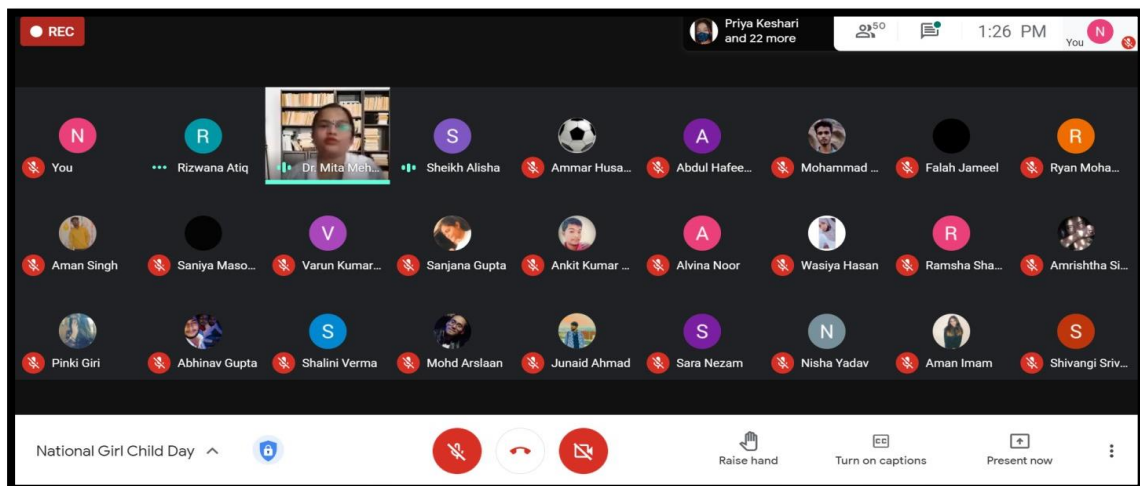 REC
Priya Keshari
and 22 more
50
1:26 PM
You
N
N
You
R
Rizwana Atiq
Dr. Mita Meh...
S
Sheikh Alisha
Ammar Husa...
A
Abdul Hafee...
Mohammad ...
Falah Jameel
R
Ryan Moha...
Aman Singh
Saniya Maso...
V
Varun Kumar...
Sanjana Gupta
Ankit Kumar ...
A
Alvina Noor
Wasiya Hasan
R
Ramsha Sha...
Amrishtha Si...
Pinki Giri
Abhinav Gupta
S
Shalini Verma
Mohd Arslaan
Junaid Ahmad
S
Sara Nezam
N
Nisha Yadav
Aman Imam
S
Shivangi Sriv...
National Girl Child Day
Raise hand
CC
Turn on captions
Present now